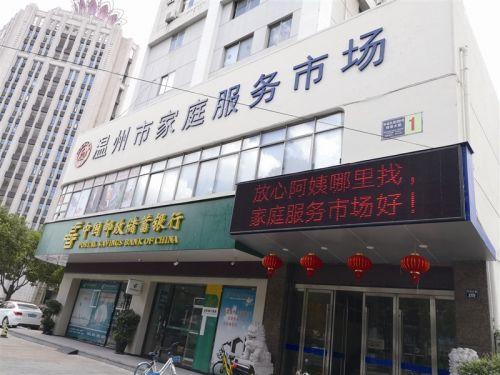 温州市家庭服务市场
1
中国邮政储蓄银行
POSTAL SAVINGS BANK OF CHINA
放心阿姨哪里找，
家庭服务市场好！